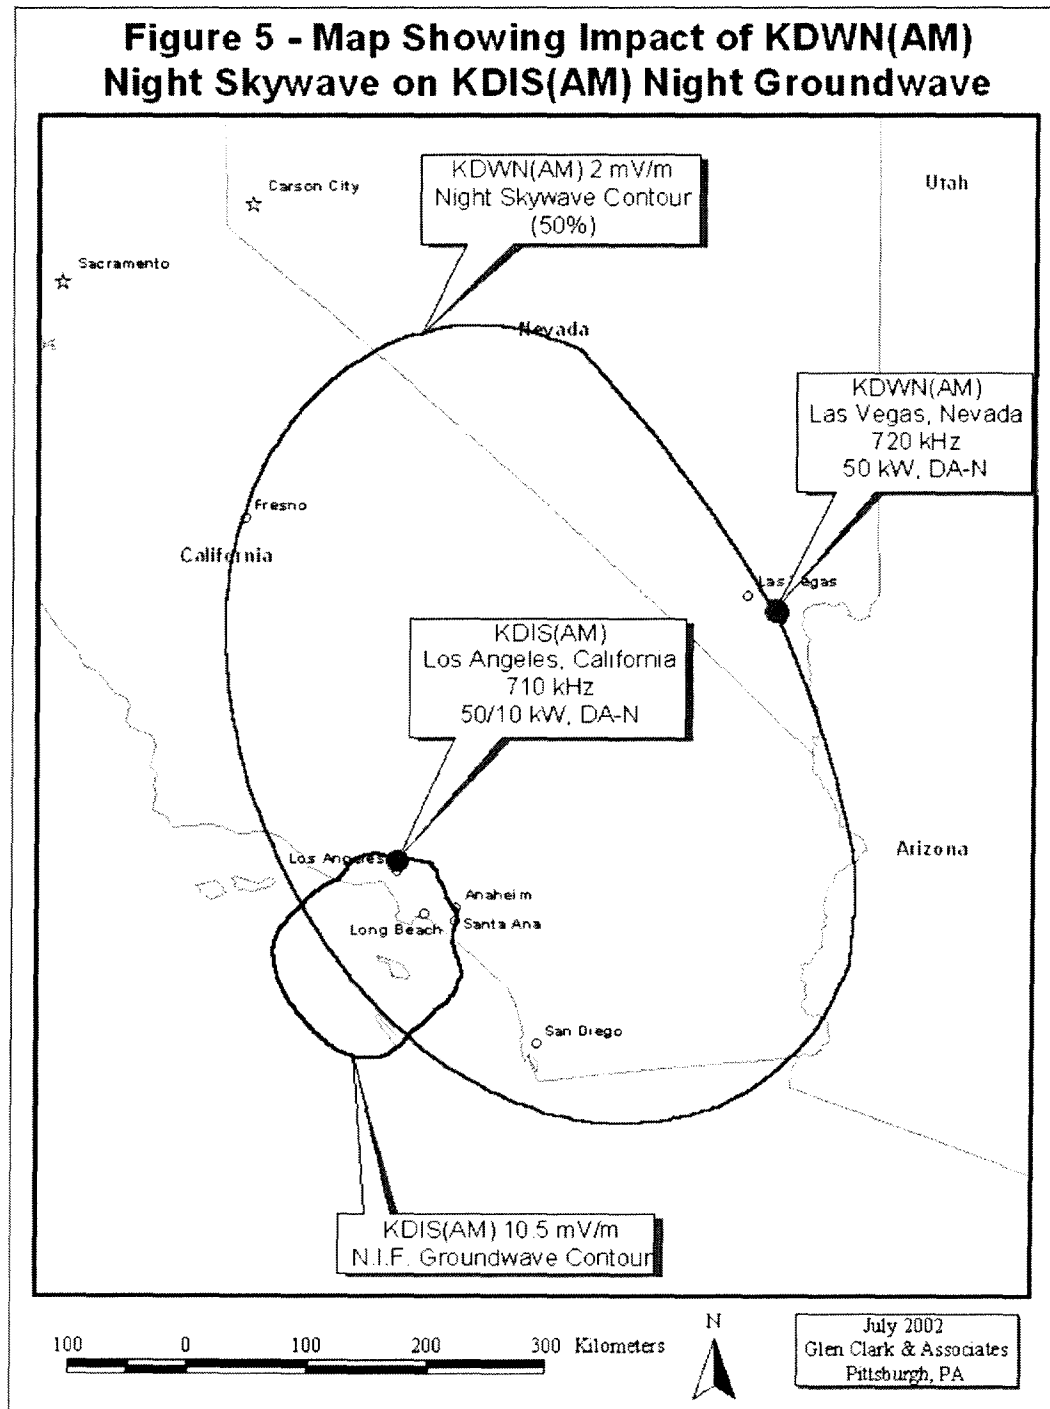 Figure 5 - Map Showing Impact of KDWN(AM)
Night Skywave on KDIS(AM) Night Groundwave
KDWN(AM) 2 mV/m
Night Skywave Contour
(50%)
Utah
Carson City
Sacramento
Nevada
KDWN(AM)
Las Vegas, Nevada
720 kHz
50 kW, DA-N
Fresno
California
Las Vegas
KDIS(AM)
Los Angeles, California
710 kHz
50/10 kW, DA-N
Arizona
Los Angeles
Anaheim
Santa Ana
Long Beach
San Diego
KDIS(AM) 10.5 mV/m
N.I.F. Groundwave Contour
100 0 100 200 300 Kilometers
N
July 2002
Glen Clark & Associates
Pittsburgh, PA